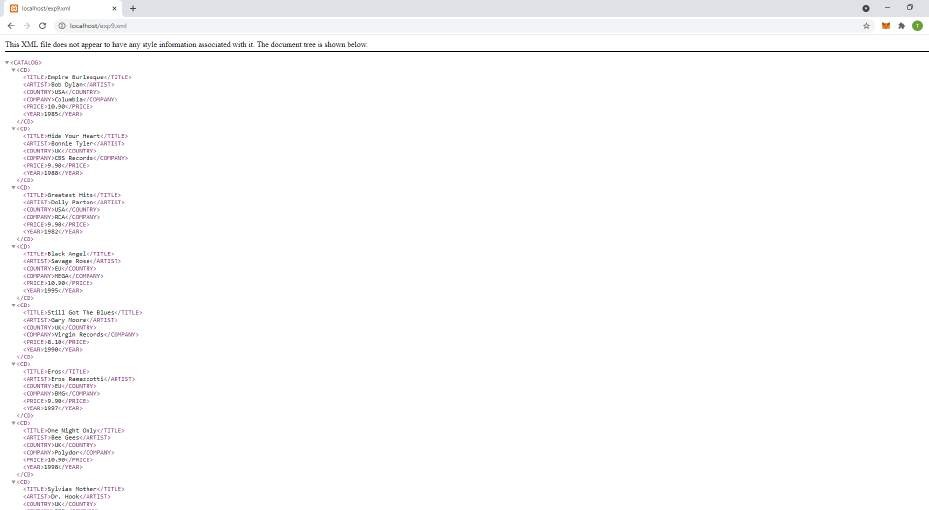 localhost/exp9.xml
localhost/exp9.xml
T
This XML file does not appear to have any style information associated with it. The document tree is shown below.
<CATALOG>
<CD>
<TITLE>Empire Burlesque</TITLE>
<ARTIST>Bob Dylan</ARTIST>
<COUNTRY>USA</COUNTRY>
<COMPANY>Columbia</COMPANY>
<PRICE>10.90</PRICE>
<YEAR>1985</YEAR>
</CD>
<CD>
<TITLE>Hide Your Heart</TITLE>
<ARTIST>Bonnie Tyler</ARTIST>
<COUNTRY>UK</COUNTRY>
<COMPANY>CBS Records</COMPANY>
<PRICE>9.90</PRICE>
<YEAR>1988</YEAR>
</CD>
<CD>
<TITLE>Greatest Hits</TITLE>
<ARTIST>Dolly Parton</ARTIST>
<COUNTRY>USA</COUNTRY>
<COMPANY>RCA</COMPANY>
<PRICE>9.90</PRICE>
<YEAR>1982</YEAR>
</CD>
<CD>
<TITLE>Black Angel</TITLE>
<ARTIST>Savage Rose</ARTIST>
<COUNTRY>EU</COUNTRY>
<COMPANY>MEGA</COMPANY>
<PRICE>10.90</PRICE>
<YEAR>1995</YEAR>
</CD>
<CD>
<TITLE>Still Got The Blues</TITLE>
<ARTIST>Gary Moore</ARTIST>
<COUNTRY>UK</COUNTRY>
<COMPANY>Virgin Records</COMPANY>
<PRICE>8.10</PRICE>
<YEAR>1990</YEAR>
</CD>
<CD>
<TITLE>Eros</TITLE>
<ARTIST>Eros Ramazzotti</ARTIST>
<COUNTRY>EU</COUNTRY>
<COMPANY>BMG</COMPANY>
<PRICE>9.90</PRICE>
<YEAR>1997</YEAR>
</CD>
<CD>
<TITLE>One Night Only</TITLE>
<ARTIST>Bee Gees</ARTIST>
<COUNTRY>UK</COUNTRY>
<COMPANY>Polydor</COMPANY>
<PRICE>10.90</PRICE>
<YEAR>1998</YEAR>
</CD>
<CD>
<TITLE>Sylvias Mother</TITLE>
<ARTIST>Dr. Hook</ARTIST>
<COUNTRY>UK</COUNTRY>